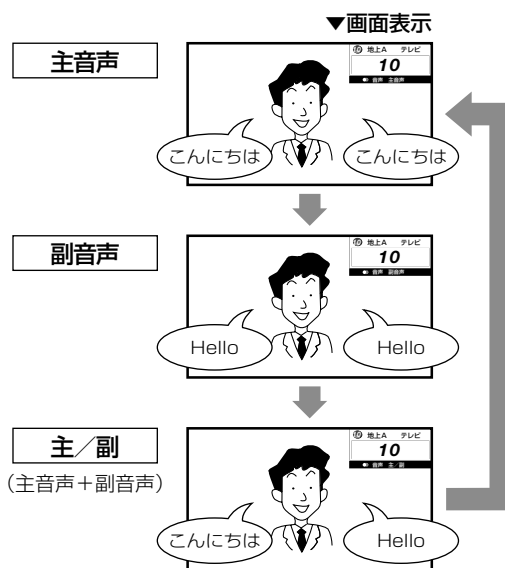 ▼画面表示
主音声
地上A テレビ
10
音声 主音声
こんにちは
こんにちは
副音声
地上A テレビ
10
音声 副音声
Hello
Hello
主／副
(主音声＋副音声)
地上A テレビ
10
音声 主／副
こんにちは
Hello